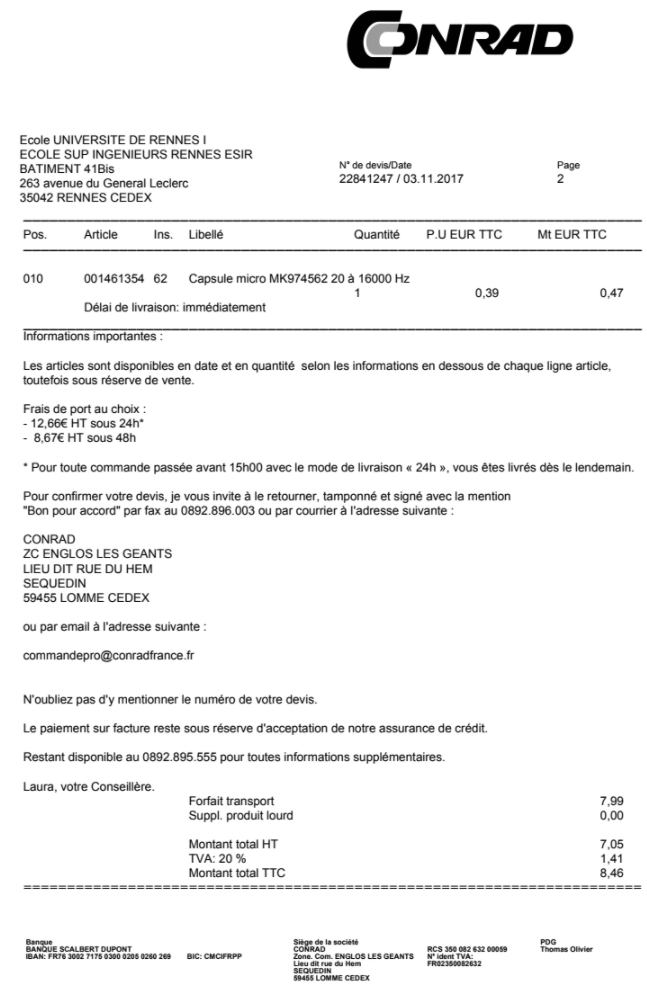 CONRAD
Ecole UNIVERSITE DE RENNES I
ECOLE SUP INGENIEURS RENNES ESIR
BATIMENT 41Bis
263 avenue du General Leclerc
35042 RENNES CEDEX
N° de devis/Date Page
22841247 / 03.11.2017 2
Pos. Article Ins. Libellé Quantité P.U EUR TTC Mt EUR TTC
010 001461354 62 Capsule micro MK974562 20 à 16000 Hz
1 0,39 0,47
Délai de livraison: immédiatement
Informations importantes :
Les articles sont disponibles en date et en quantité selon les informations en dessous de chaque ligne article,
toutefois sous réserve de vente.
Frais de port au choix :
- 12,66€ HT sous 24h*
- 8,67€ HT sous 48h
* Pour toute commande passée avant 15h00 avec le mode de livraison « 24h », vous êtes livrés dès le lendemain.
Pour confirmer votre devis, je vous invite à le retourner, tamponné et signé avec la mention
"Bon pour accord" par fax au 0892.896.003 ou par courrier à l'adresse suivante :
CONRAD
ZC ENGLOS LES GEANTS
LIEU DIT RUE DU HEM
SEQUEDIN
59455 LOMME CEDEX
ou par email à l'adresse suivante :
commandepro@conradfrance.fr
N'oubliez pas d'y mentionner le numéro de votre devis.
Le paiement sur facture reste sous réserve d'acceptation de notre assurance de crédit.
Restant disponible au 0892.895.555 pour toutes informations supplémentaires.
Laura, votre Conseillère.
Forfait transport 7,99
Suppl. produit lourd 0,00
Montant total HT 7,05
TVA: 20 % 1,41
Montant total TTC 8,46
Banque
BANQUE SCALBERT DUPONT
IBAN: FR76 3002 7175 0300 0205 0260 269 BIC: CMCIFRPP
Siège de la société
CONRAD
Zone. Com. ENGLOS LES GEANTS
Lieu dit rue du Hem
SEQUEDIN
59455 LOMME CEDEX
RCS 350 082 632 00059
N° ident TVA:
FR02350082632
PDG
Thomas Olivier